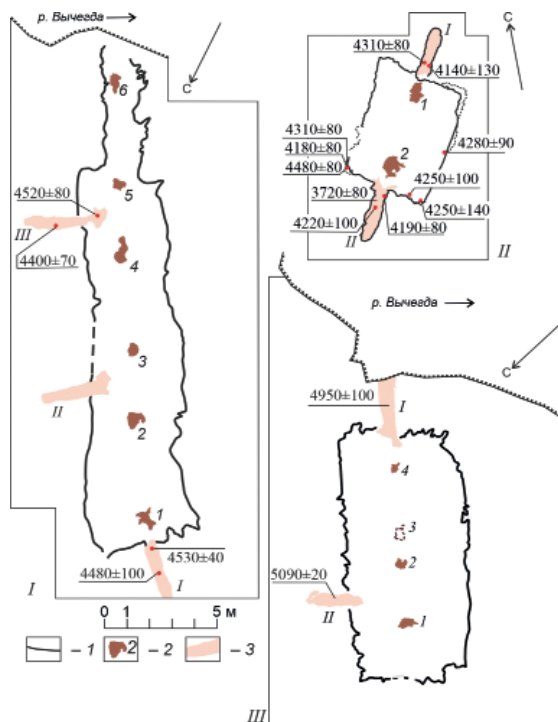 р. Вычегда
С
6
5
4520±80
III
4400±70
4
3
II
2
1
4530±40
4480±100
I
I
0 1 5 м
– 1
2 – 2
– 3
I
4310±80
4140±130
С
1
4310±80
4180±80
4480±80
4280±90
2
4250±100
3720±80
4250±140
4220±100
II
4190±80
II
р. Вычегда
С
4950±100
I
4
3
2
5090±20
II
1
III